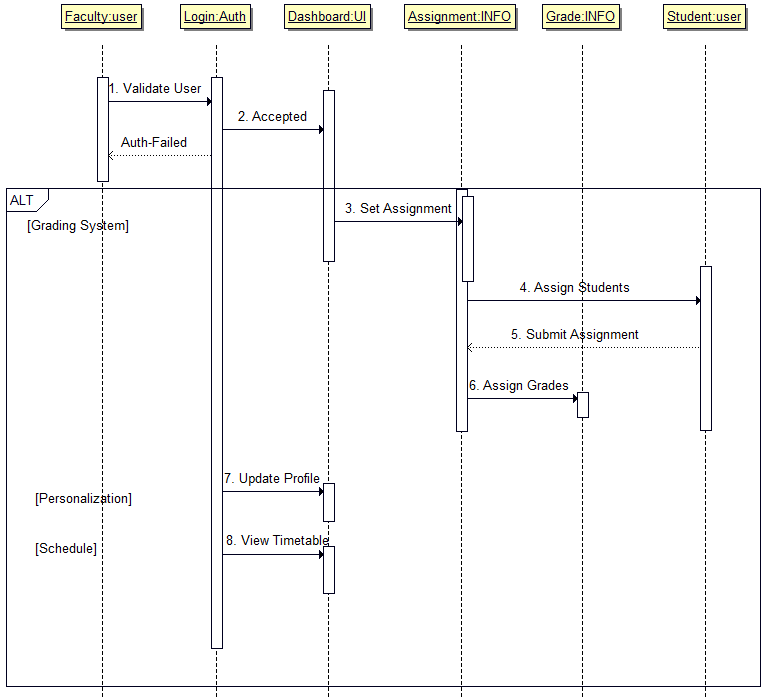 Faculty:user
Login:Auth
Dashboard:UI
Assignment:INFO
Grade:INFO
Student:user
1. Validate User
2. Accepted
Auth-Failed
ALT
[Grading System]
3. Set Assignment
4. Assign Students
5. Submit Assignment
6. Assign Grades
7. Update Profile
[Personalization]
8. View Timetable
[Schedule]